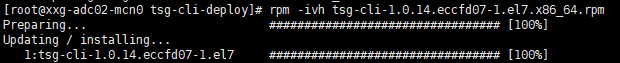 [root@xxg-adc02-mcn0 tsg-cli-deploy]# rpm -ivh tsg-cli-1.0.14.eccfd07-1.el7.x86_64.rpm
Preparing...                          ################################# [100%]
Updating / installing...
   1:tsg-cli-1.0.14.eccfd07-1.el7     ################################# [100%]